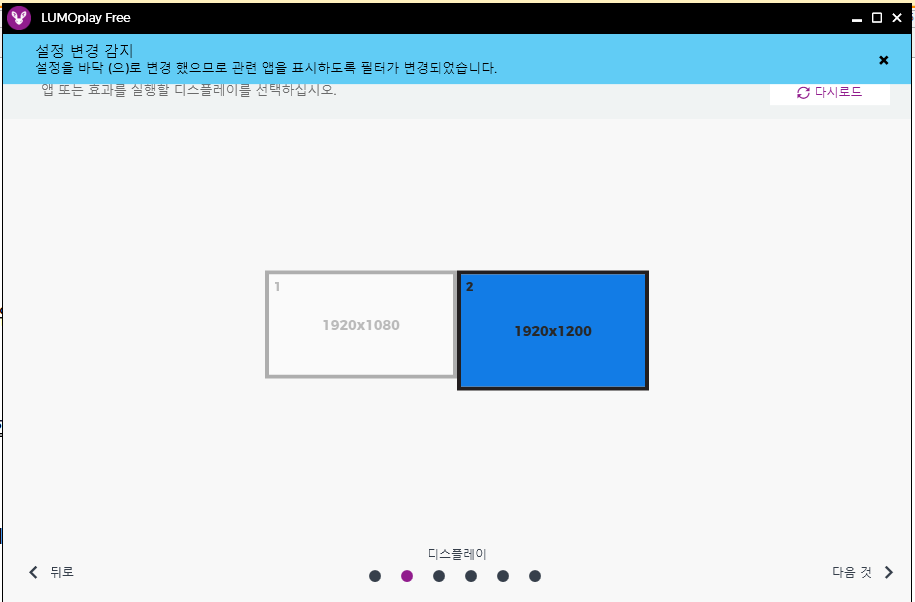 LUMOplay Free
설정 변경 감지
설정을 바닥 (으)로 변경 했으므로 관련 앱을 표시하도록 필터가 변경되었습니다.
앱 또는 효과를 실행할 디스플레이를 선택하십시오.
다시로드
1
1920x1080
2
1920x1200
디스플레이
뒤로
다음 것